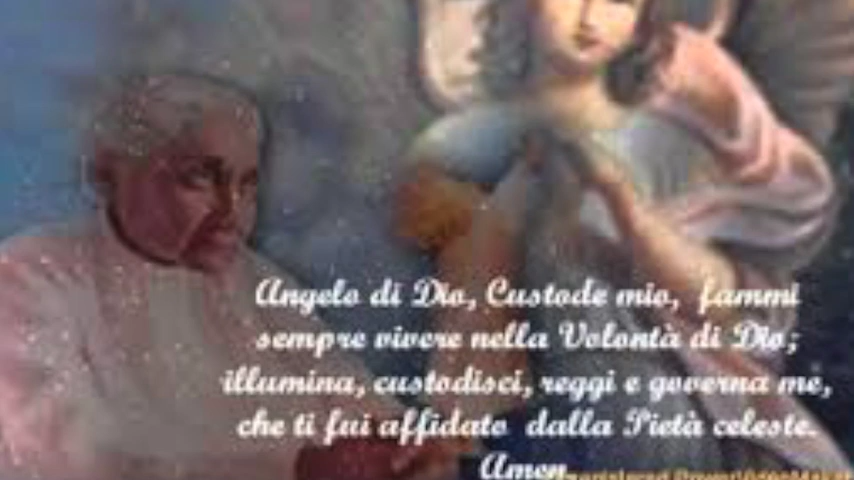 Angelo di Dio, Custode mio, fammi
sempre vivere nella Volontà di Dio;
illumina, custodisci, reggi e governa me,
che ti fui affidato dalla Pietà celeste.
Amen